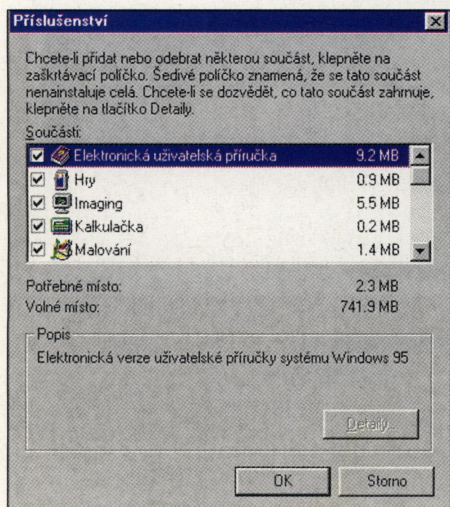 Příslušenství
Chcete-li přidat nebo odebrat některou součást, klepněte na
zaškrtávací políčko. Šedivé políčko znamená, že se tato součást
nenainstaluje celá. Chcete-li se dozvědět, co tato součást zahrnuje,
klepněte na tlačítko Detaily.
Součásti:
Elektronická uživatelská příručka 9.2 MB
Hry 0.9 MB
Imaging 5.5 MB
Kalkulačka 0.2 MB
Malování 1.4 MB
Potřebné místo: 2.3 MB
Volné místo: 741.9 MB
Popis
Elektronická verze uživatelské příručky systému Windows 95
Detaily...
OK Storno